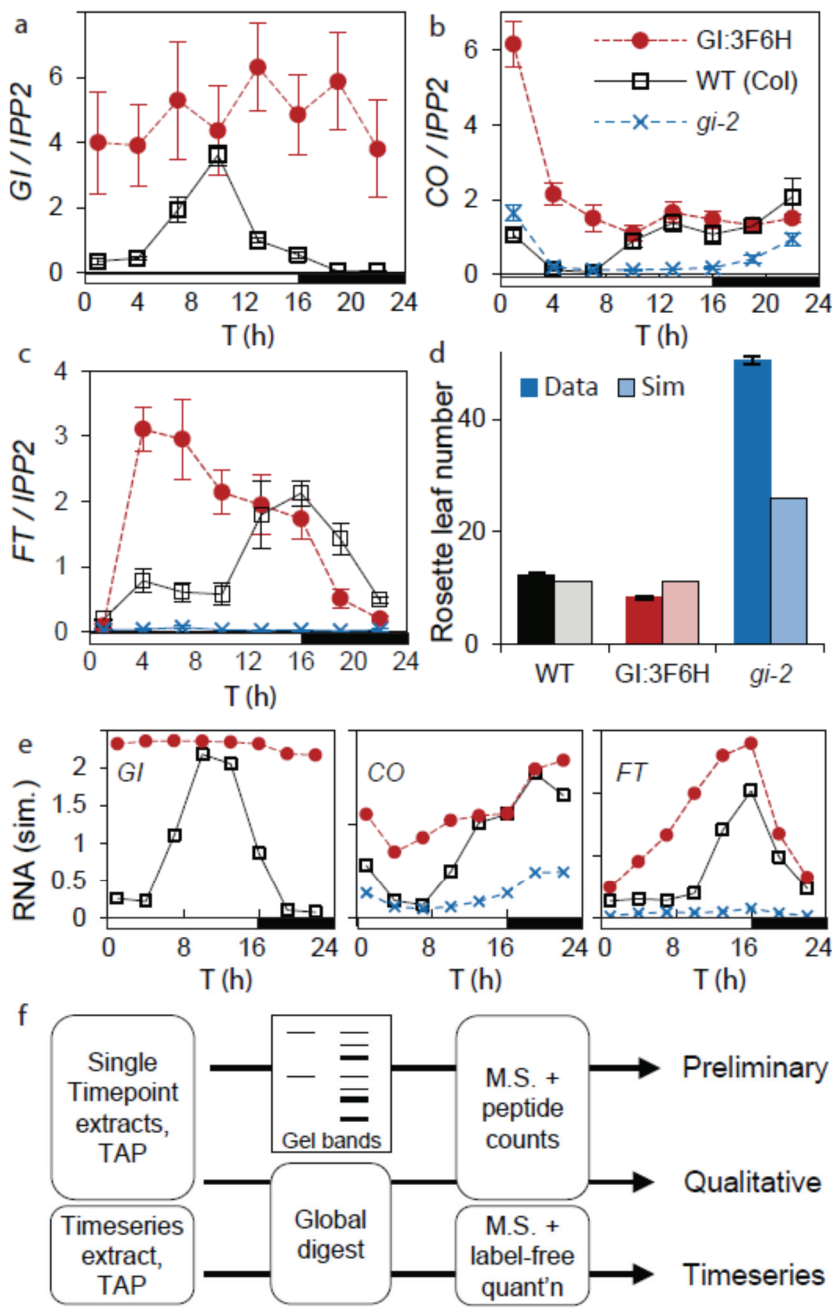 a
GI / IPP2
6
4
2
0
0 4 8 12 16 20 24
T (h)
b
CO / IPP2
6
4
2
0
GI:3F6H
WT (Col)
gi-2
0 4 8 12 16 20 24
T (h)
c
FT / IPP2
4
3
2
1
0
0 4 8 12 16 20 24
T (h)
d
Rosette leaf number
40
20
0
Data Sim
WT GI:3F6H gi-2
e
RNA (sim.)
2
1.5
1
0.5
0
GI
0 8 16 24
T (h)
CO
0 8 16 24
T (h)
FT
0 8 16 24
T (h)
f
Single
Timepoint
extracts,
TAP
Gel bands
M.S. +
peptide
counts
Preliminary
Qualitative
Timeseries
extract,
TAP
Global
digest
M.S. +
label-free
quant'n
Timeseries